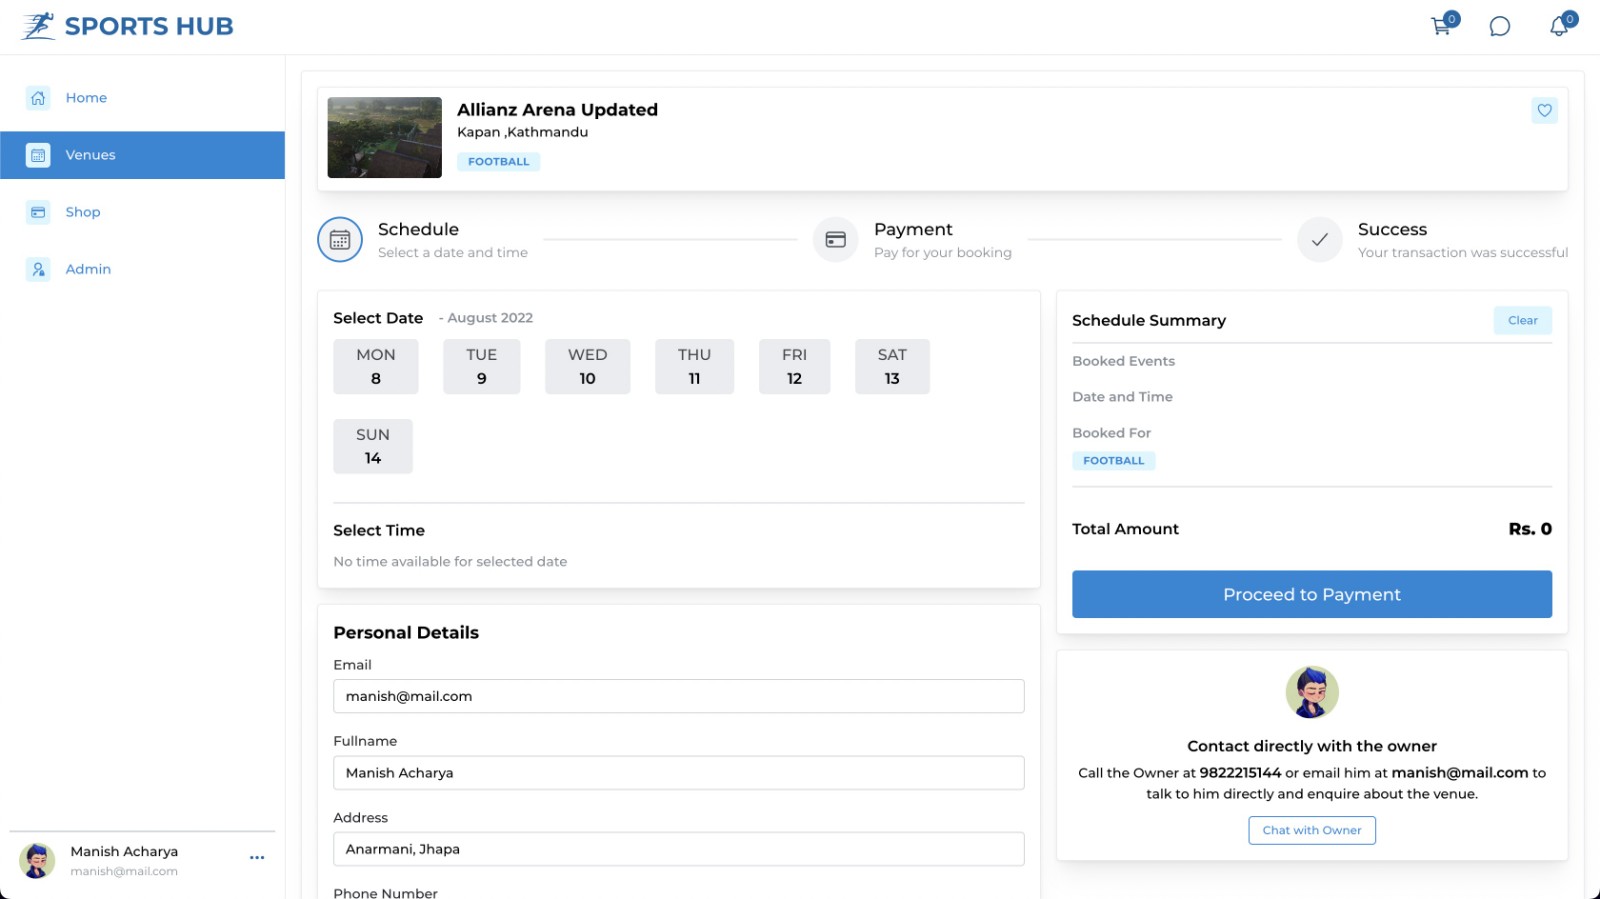 SPORTS HUB
0
0
Home
Venues
Shop
Admin
Manish Acharya
manish@mail.com
Allianz Arena Updated
Kapan ,Kathmandu
FOOTBALL
Schedule
Select a date and time
Payment
Pay for your booking
Success
Your transaction was successful
Select Date - August 2022
MON
8
TUE
9
WED
10
THU
11
FRI
12
SAT
13
SUN
14
Select Time
No time available for selected date
Personal Details
Email
manish@mail.com
Fullname
Manish Acharya
Address
Anarmani, Jhapa
Phone Number
Schedule Summary
Clear
Booked Events
Date and Time
Booked For
FOOTBALL
Total Amount
Rs. 0
Proceed to Payment
Contact directly with the owner
Call the Owner at 9822215144 or email him at manish@mail.com to
talk to him directly and enquire about the venue.
Chat with Owner